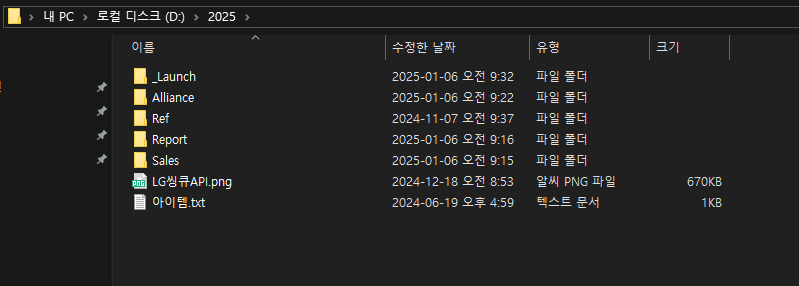 내 PC > 로컬 디스크 (D:) > 2025 >
이름 수정한 날짜 유형 크기
_Launch 2025-01-06 오전 9:32 파일 폴더
Alliance 2025-01-06 오전 9:22 파일 폴더
Ref 2024-11-07 오전 9:37 파일 폴더
Report 2025-01-06 오전 9:16 파일 폴더
Sales 2025-01-06 오전 9:15 파일 폴더
LG씽큐API.png 2024-12-18 오전 8:53 알씨 PNG 파일 670KB
아이템.txt 2024-06-19 오후 4:59 텍스트 문서 1KB